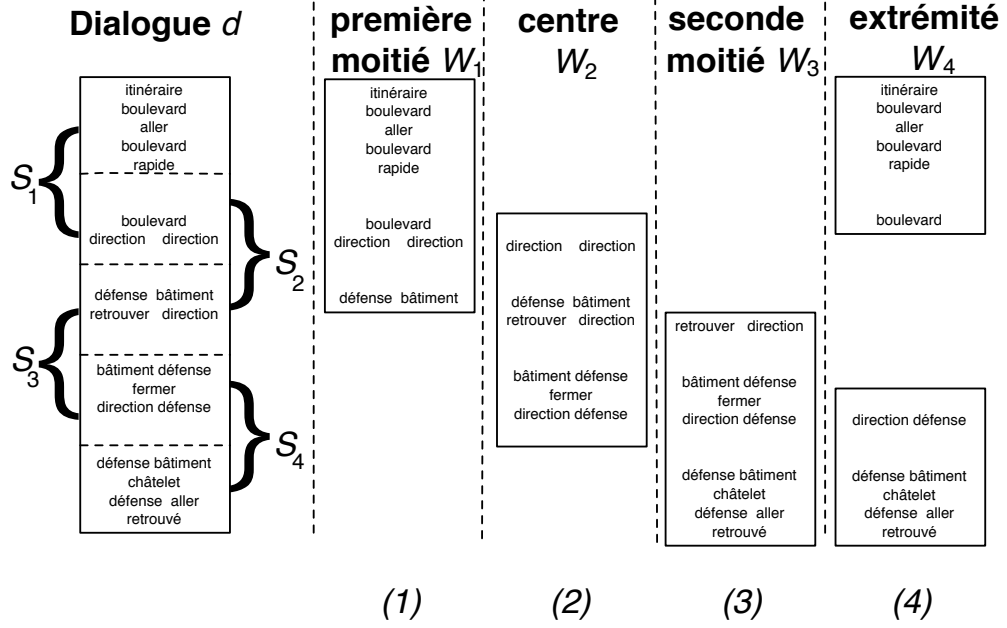 Dialogue d
itinéraire
boulevard
aller
boulevard
rapide
boulevard
direction direction
défense bâtiment
retrouver direction
bâtiment défense
fermer
direction défense
défense bâtiment
châtelet
défense aller
retrouvé
S1
S2
S3
S4
première
moitié W1
itinéraire
boulevard
aller
boulevard
rapide
boulevard
direction direction
défense bâtiment
(1)
centre
W2
direction direction
défense bâtiment
retrouver direction
bâtiment défense
fermer
direction défense
(2)
seconde
moitié W3
retrouver direction
bâtiment défense
fermer
direction défense
défense bâtiment
châtelet
défense aller
retrouvé
(3)
extrémité
W4
itinéraire
boulevard
aller
boulevard
rapide
boulevard
direction défense
défense bâtiment
châtelet
défense aller
retrouvé
(4)